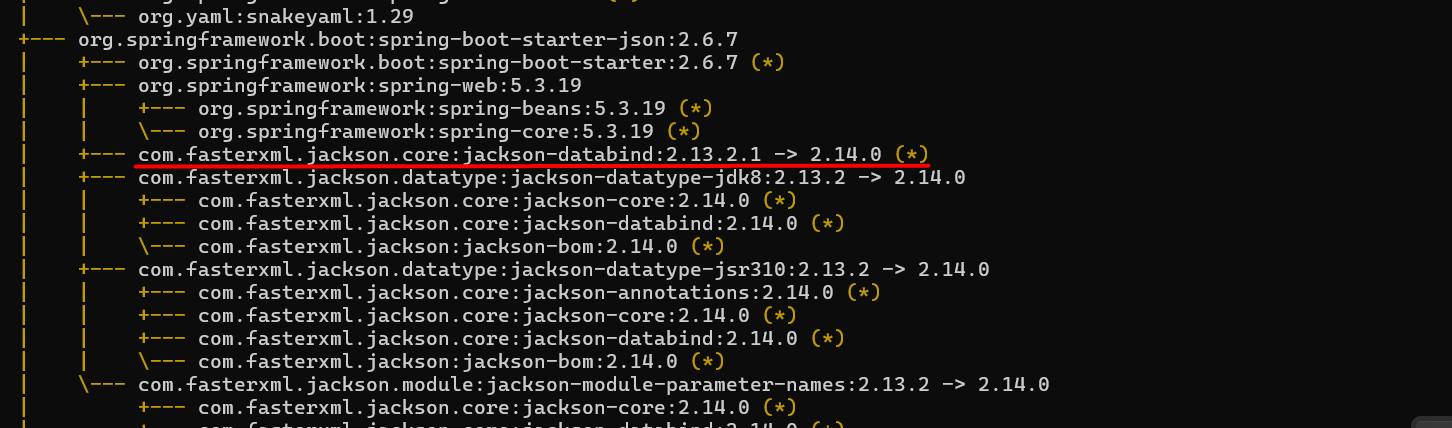 |    \--- org.yaml:snakeyaml:1.29
+--- org.springframework.boot:spring-boot-starter-json:2.6.7
|    +--- org.springframework.boot:spring-boot-starter:2.6.7 (*)
|    +--- org.springframework:spring-web:5.3.19
|    |    +--- org.springframework:spring-beans:5.3.19 (*)
|    |    \--- org.springframework:spring-core:5.3.19 (*)
|    +--- com.fasterxml.jackson.core:jackson-databind:2.13.2.1 -> 2.14.0 (*)
|    +--- com.fasterxml.jackson.datatype:jackson-datatype-jdk8:2.13.2 -> 2.14.0
|    |    +--- com.fasterxml.jackson.core:jackson-core:2.14.0 (*)
|    |    +--- com.fasterxml.jackson.core:jackson-databind:2.14.0 (*)
|    |    \--- com.fasterxml.jackson:jackson-bom:2.14.0 (*)
|    +--- com.fasterxml.jackson.datatype:jackson-datatype-jsr310:2.13.2 -> 2.14.0
|    |    +--- com.fasterxml.jackson.core:jackson-annotations:2.14.0 (*)
|    |    +--- com.fasterxml.jackson.core:jackson-core:2.14.0 (*)
|    |    +--- com.fasterxml.jackson.core:jackson-databind:2.14.0 (*)
|    |    \--- com.fasterxml.jackson:jackson-bom:2.14.0 (*)
|    \--- com.fasterxml.jackson.module:jackson-module-parameter-names:2.13.2 -> 2.14.0
|         +--- com.fasterxml.jackson.core:jackson-core:2.14.0 (*)